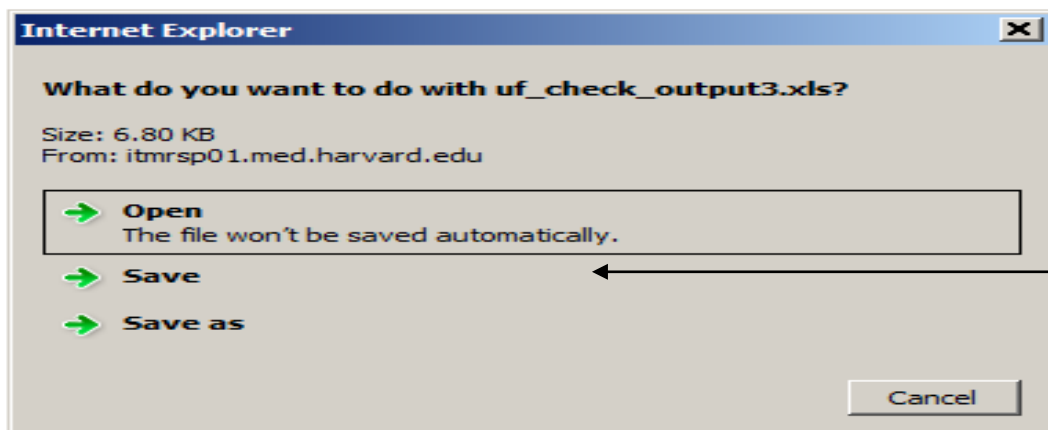 Internet Explorer
What do you want to do with uf_check_output3.xls?
Size: 6.80 KB
From: itmrsp01.med.harvard.edu
Open
The file won't be saved automatically.
Save
Save as
Cancel